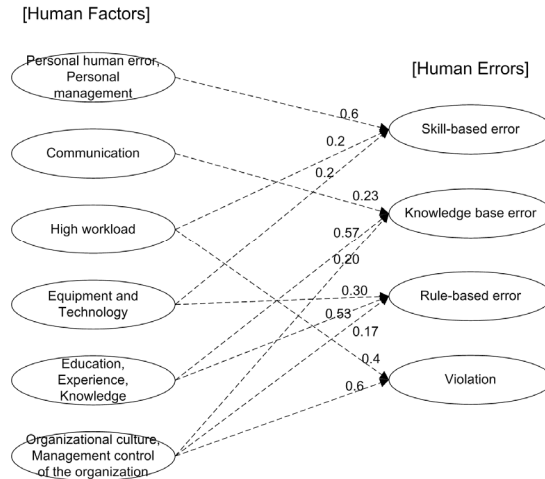 [Human Factors]
Personal human error,
Personal
management
Communication
High workload
Equipment and
Technology
Education,
Experience,
Knowledge
Organizational culture,
Management control
of the organization
0.6
0.2
0.2
0.23
0.57
0.20
0.30
0.53
0.17
0.4
0.6
[Human Errors]
Skill-based error
Knowledge base error
Rule-based error
Violation